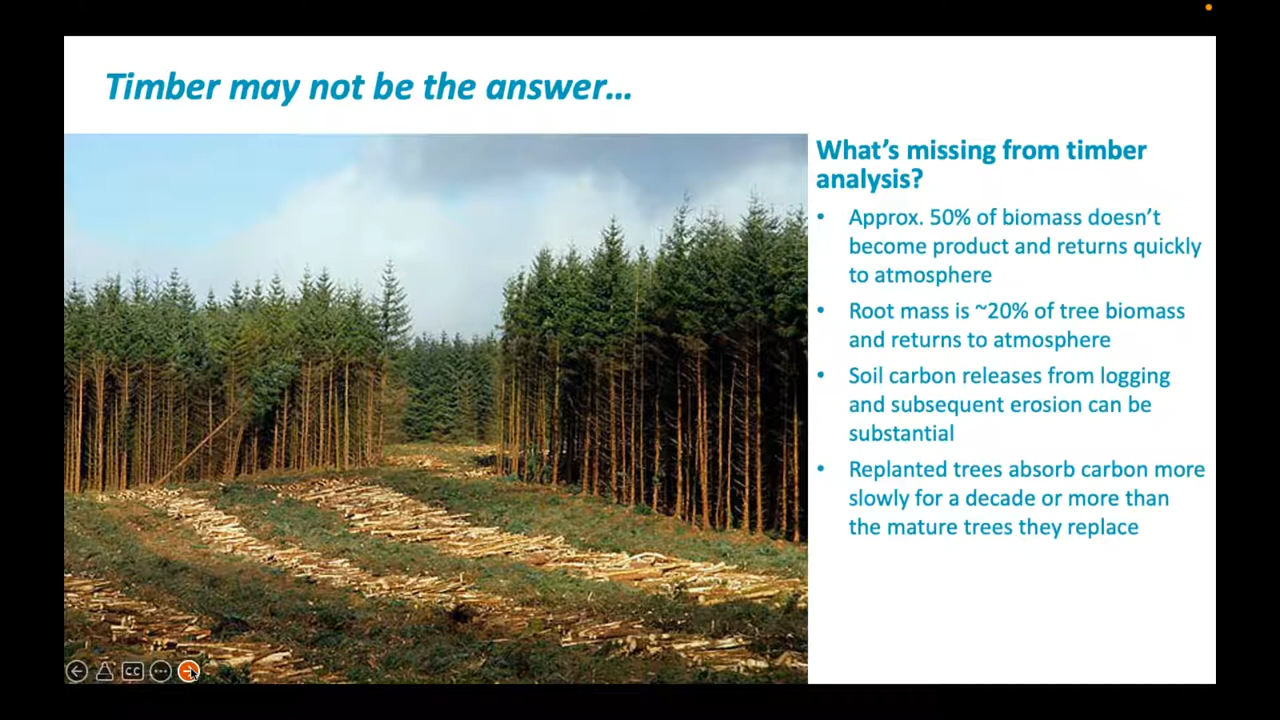 Timber may not be the answer...
What's missing from timber
analysis?
• Approx. 50% of biomass doesn't
become product and returns quickly
to atmosphere
• Root mass is ~20% of tree biomass
and returns to atmosphere
• Soil carbon releases from logging
and subsequent erosion can be
substantial
• Replanted trees absorb carbon more
slowly for a decade or more than
the mature trees they replace
CC